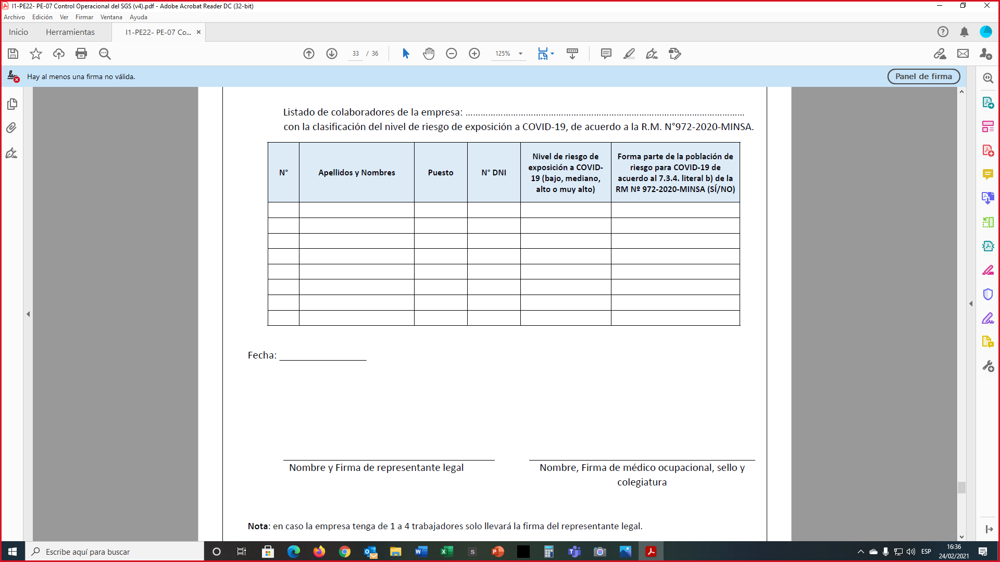 I1-PE22- PE-07 Control Operacional del SGS (v4).pdf - Adobe Acrobat Reader DC (32-bit)
Archivo Edición Ver Firmar Ventana Ayuda
Inicio Herramientas I1-PE22- PE-07 Co... ×
33 / 36 125%
Hay al menos una firma no válida. Panel de firma
Listado de colaboradores de la empresa: ……………………………………………………………………………………………………
con la clasificación del nivel de riesgo de exposición a COVID-19, de acuerdo a la R.M. N°972-2020-MINSA.
N°
Apellidos y Nombres
Puesto
N° DNI
Nivel de riesgo de
exposición a COVID-
19 (bajo, mediano,
alto o muy alto)
Forma parte de la población de
riesgo para COVID-19 de
acuerdo al 7.3.4. literal b) de la
RM Nº 972-2020-MINSA (SÍ/NO)
Fecha: ________________
Nombre y Firma de representante legal
Nombre, Firma de médico ocupacional, sello y
colegiatura
Nota: en caso la empresa tenga de 1 a 4 trabajadores solo llevará la firma del representante legal.
Escribe aquí para buscar
ESP
16:36
24/02/2021